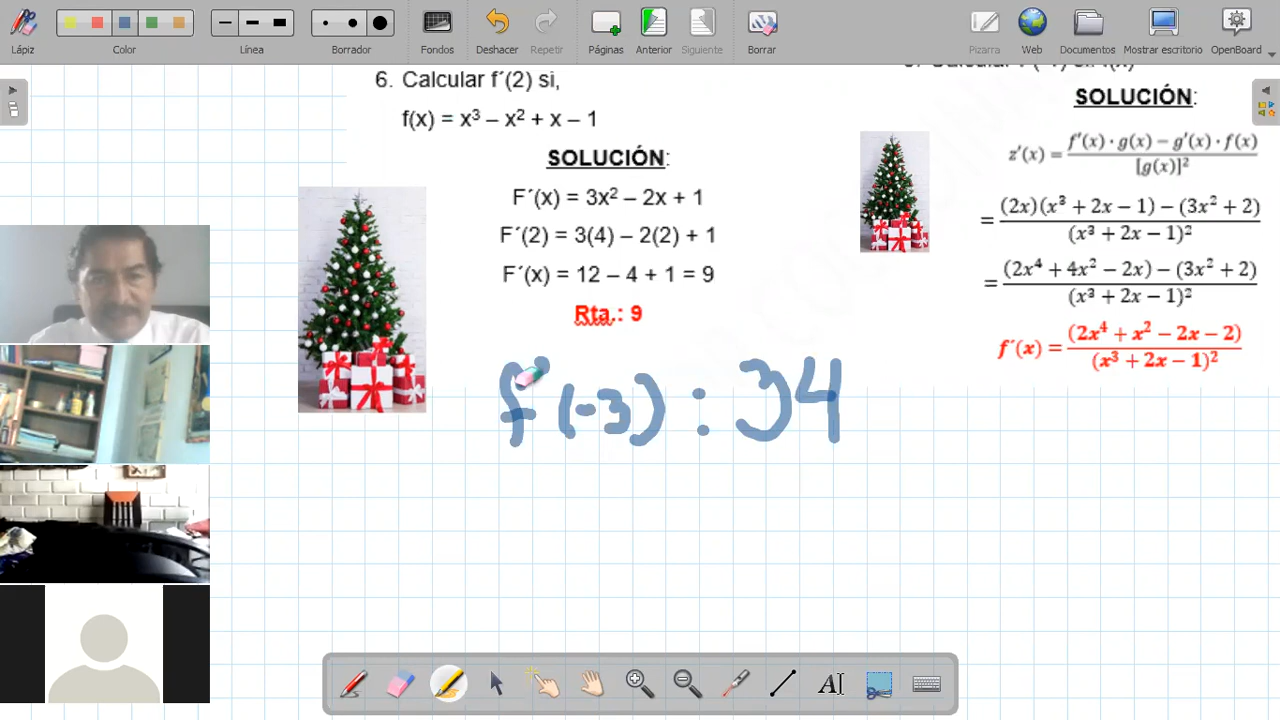 Lápiz Color Línea Borrador Fondos Deshacer Repetir Páginas Anterior Siguiente Borrar Pizarra Web Documentos Mostrar escritorio OpenBoard
6. Calcular f´(2) si,
f(x) = x³ – x² + x – 1
SOLUCIÓN:
F´(x) = 3x² – 2x + 1
F´(2) = 3(4) – 2(2) + 1
F´(x) = 12 – 4 + 1 = 9
Rta.: 9
f'(-3) : 34
SOLUCIÓN:
z′(x) = f′(x) · g(x) − g′(x) · f(x) / [g(x)]²
= (2x)(x³ + 2x − 1) − (3x² + 2) / (x³ + 2x − 1)²
= (2x⁴ + 4x² − 2x) − (3x² + 2) / (x³ + 2x − 1)²
f´(x) = (2x⁴ + x² − 2x − 2) / (x³ + 2x − 1)²
AI